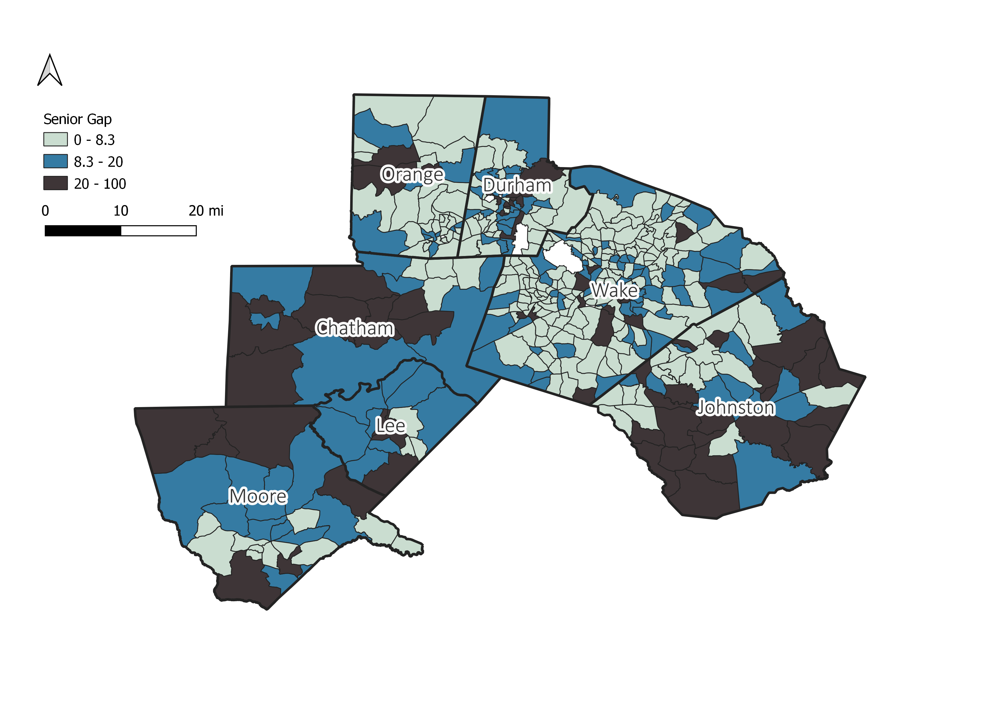 Senior Gap
0 - 8.3
8.3 - 20
20 - 100
0 10 20 mi
Orange
Durham
Wake
Chatham
Johnston
Lee
Moore